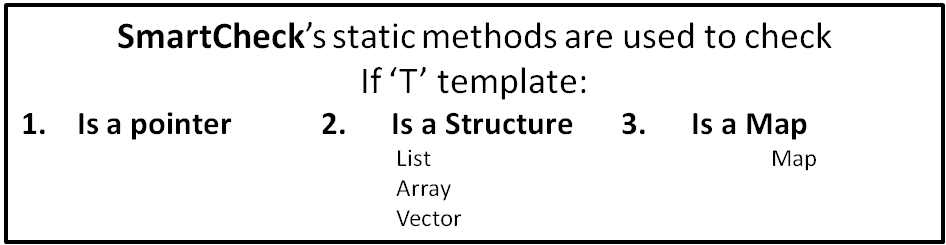 SmartCheck's static methods are used to check
If 'T' template:
1. Is a pointer 2. Is a Structure 3. Is a Map
List Map
Array
Vector